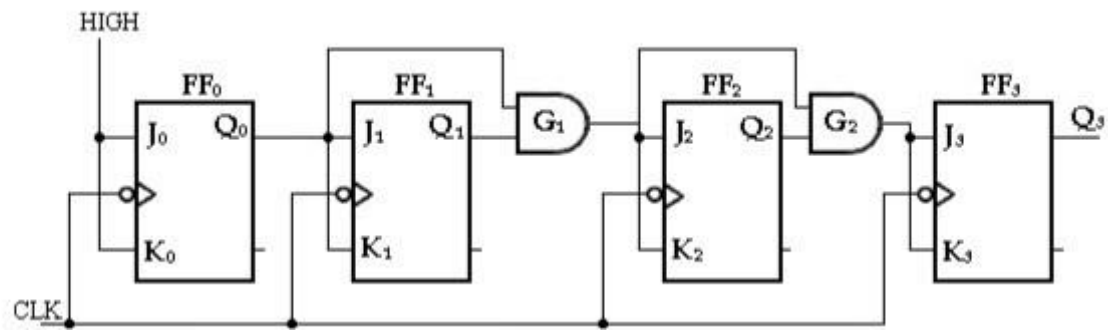 HIGH
FF₀ FF₁ FF₂ FF₃
J₀ Q₀ J₁ Q₁ G₁ J₂ Q₂ G₂ J₃ Q₃
K₀ K₁ K₂ K₃
CLK